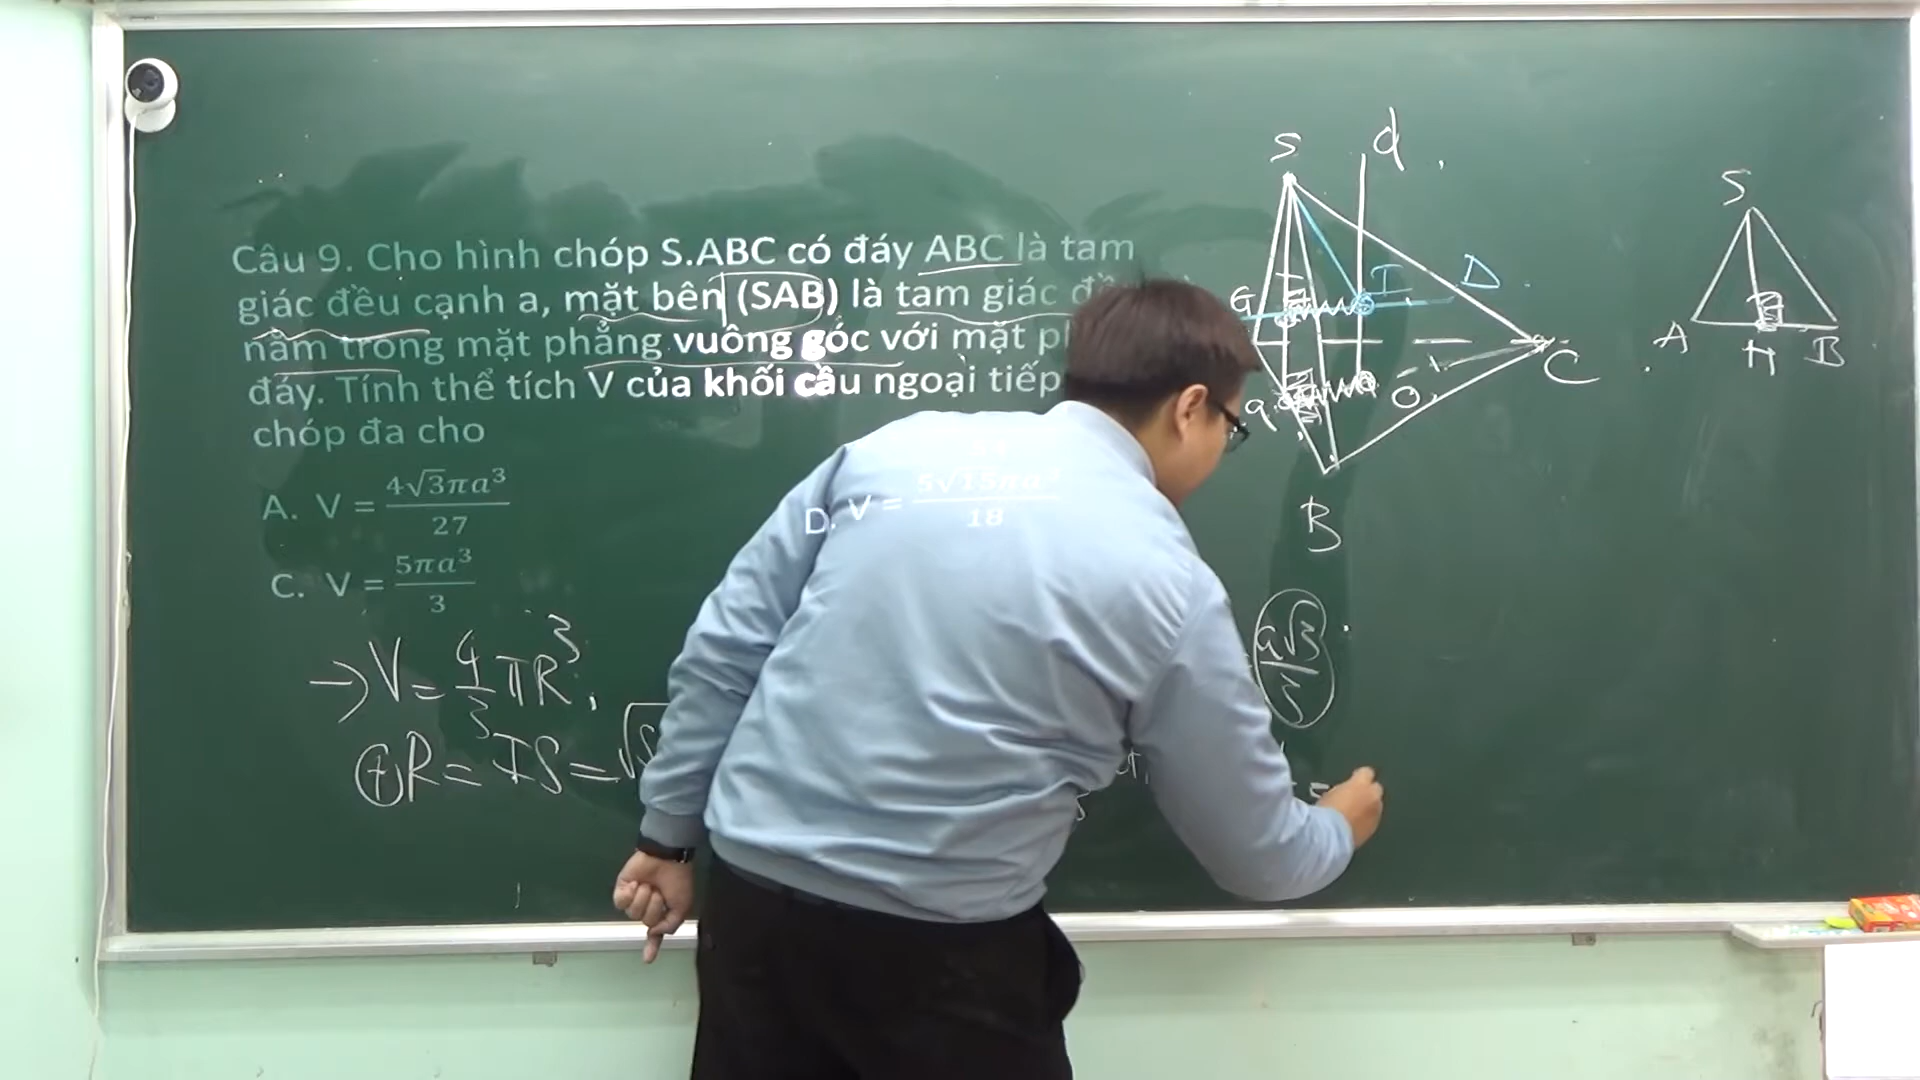 Câu 9. Cho hình chóp S.ABC có đáy ABC là tam
giác đều cạnh a, mặt bên (SAB) là tam giác
nằm trong mặt phẳng vuông góc với mặt
đáy. Tính thể tích V của khối cầu ngoại tiếp
chóp đa cho
A. V = 4√3πa³/27
D. V = 5√15πa³/18
C. V = 5πa³/3
→ V = 4/3 πR³.
⊕ R = IS = √
S
d
G
I
D
C
O
B
S
A
H
B
a√3/3